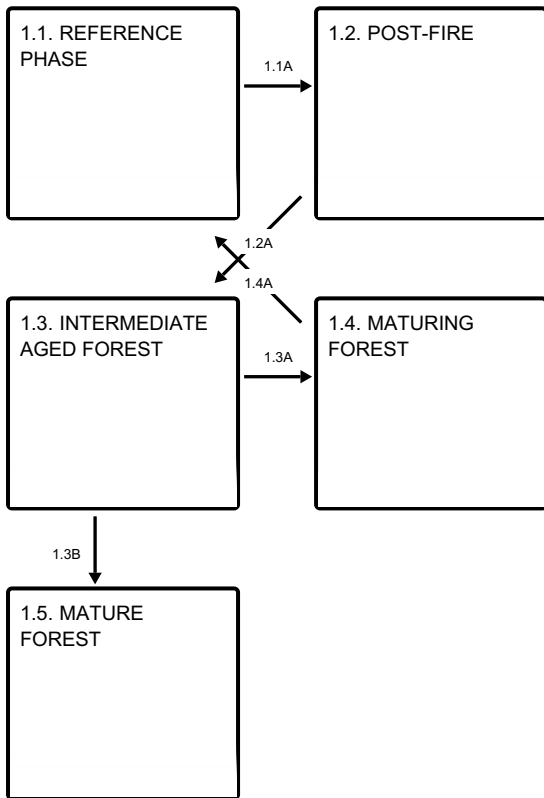 1.1. REFERENCE
PHASE
1.1A
1.2. POST-FIRE
1.2A
1.4A
1.3. INTERMEDIATE
AGED FOREST
1.3A
1.4. MATURING
FOREST
1.3B
1.5. MATURE
FOREST